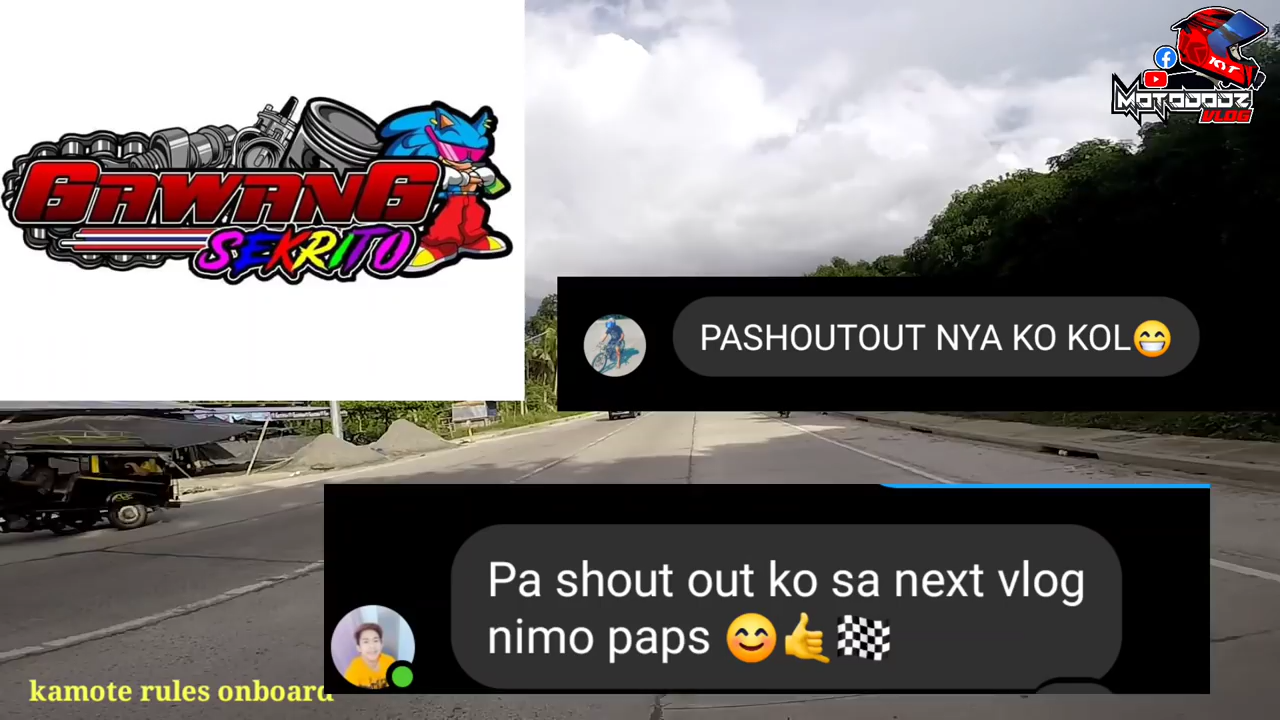 KYT
MOTODODZ
VLOG
GAWANG
SEKRITO
PASHOUTOUT NYA KO KOL😁
Pa shout out ko sa next vlog
nimo paps 😊🤙🏁
kamote rules onboard